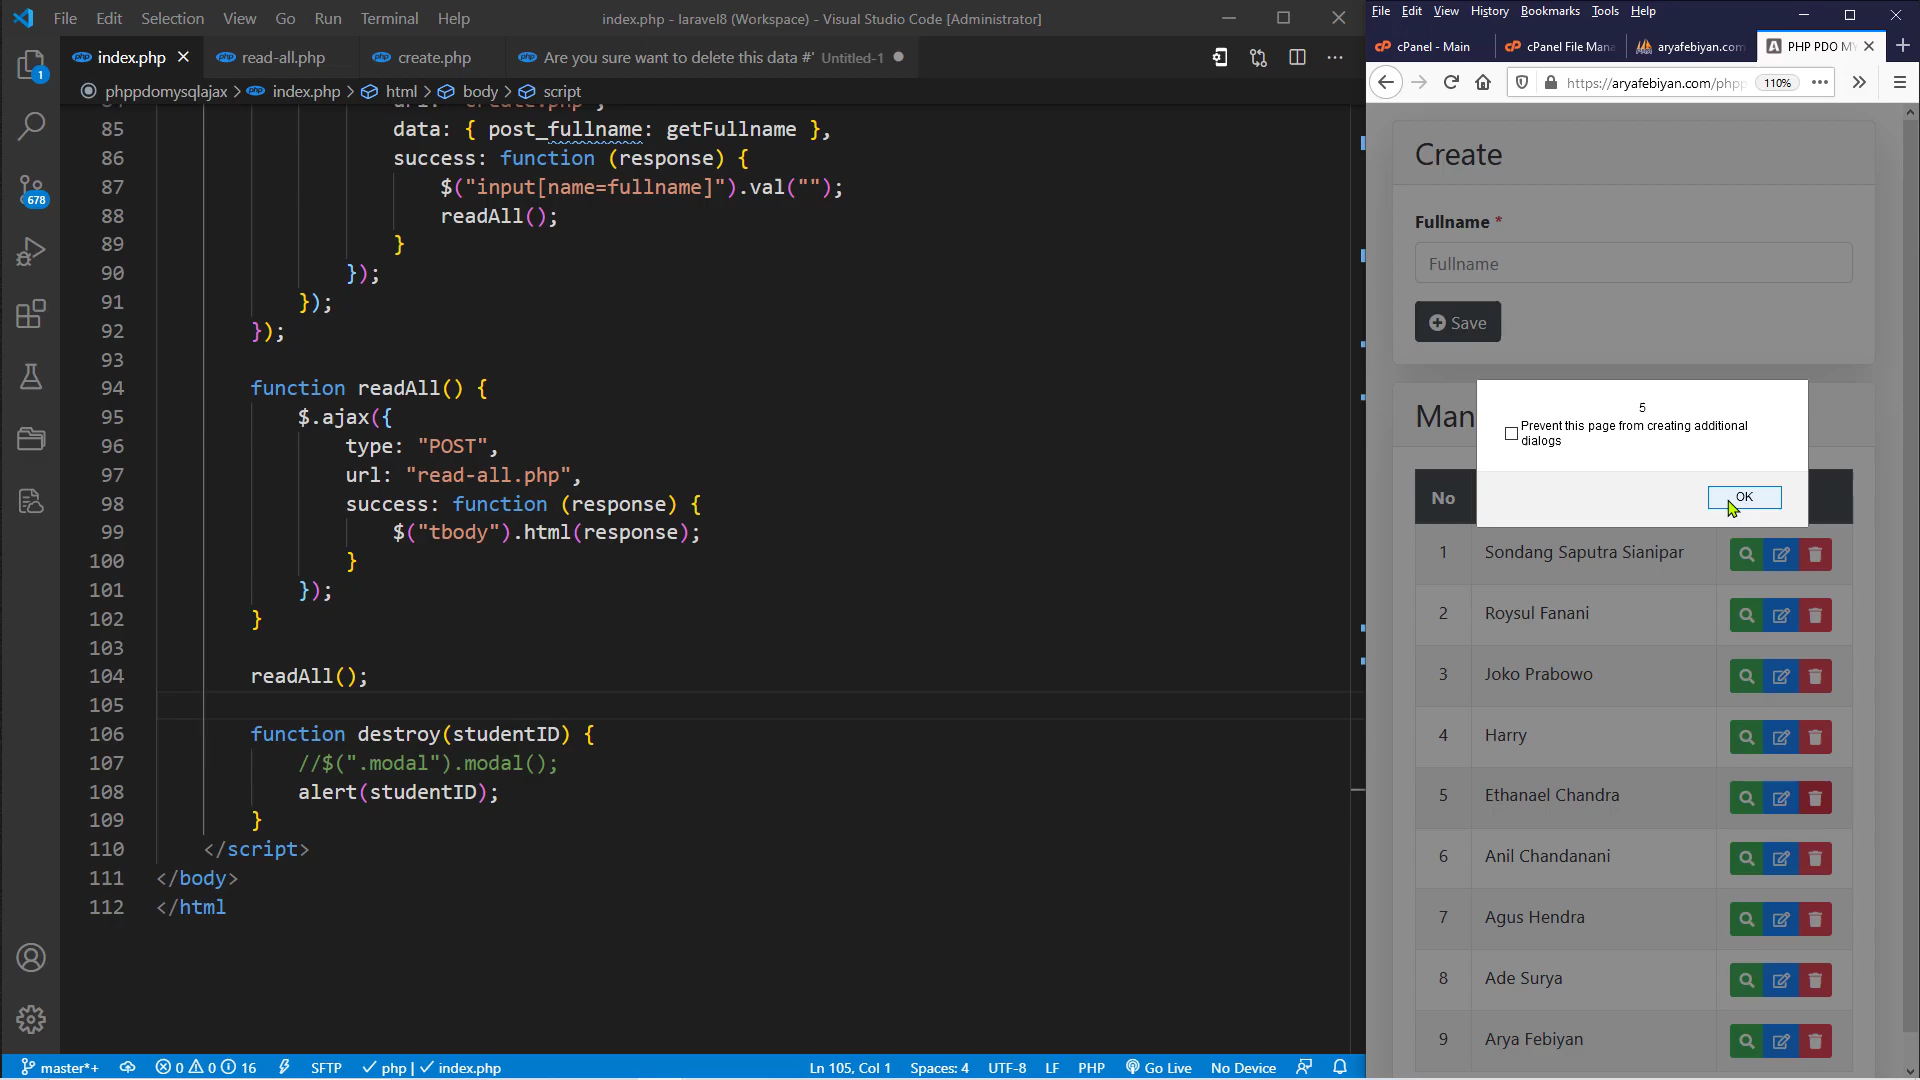 File Edit Selection View Go Run Terminal Help
index.php - laravel8 (Workspace) - Visual Studio Code [Administrator]
index.php
read-all.php
create.php
Are you sure want to delete this data #' Untitled-1
phppdomysqlajax > index.php > html > body > script
1
678
85 data: { post_fullname: getFullname },
86 success: function (response) {
87 $("input[name=fullname]").val("");
88 readAll();
89 }
90 });
91 });
92 });
93
94 function readAll() {
95 $.ajax({
96 type: "POST",
97 url: "read-all.php",
98 success: function (response) {
99 $("tbody").html(response);
100 }
101 });
102 }
103
104 readAll();
105
106 function destroy(studentID) {
107 //$(".modal").modal();
108 alert(studentID);
109 }
110 </script>
111 </body>
112 </html
master*+ 0 0 16 SFTP php | index.php Ln 105, Col 1 Spaces: 4 UTF-8 LF PHP Go Live No Device
File Edit View History Bookmarks Tools Help
cPanel - Main
cPanel File Mana
aryafebiyan.com
PHP PDO MY
https://aryafebiyan.com/phpp 110%
Create
Fullname *
Fullname
Save
Man
5
Prevent this page from creating additional
dialogs
OK
No
1 Sondang Saputra Sianipar
2 Roysul Fanani
3 Joko Prabowo
4 Harry
5 Ethanael Chandra
6 Anil Chandanani
7 Agus Hendra
8 Ade Surya
9 Arya Febiyan